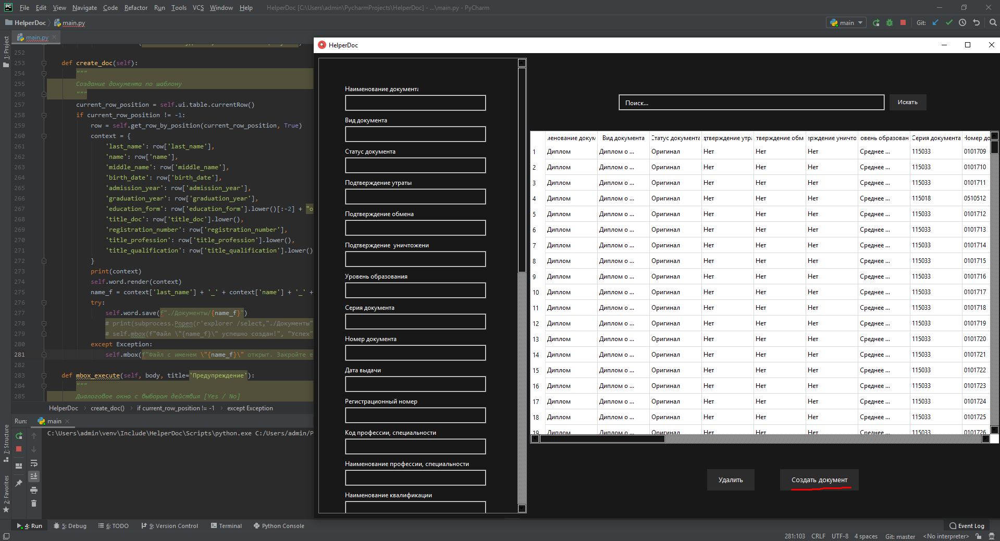 File Edit View Navigate Code Refactor Run Tools VCS Window Help HelperDoc [C:\Users\admin\PycharmProjects\HelperDoc] - ...\main.py - PyCharm
HelperDoc main.py main Git:
main.py
1: Project
252
253 def create_doc(self):
254 """
255 Создание документа по шаблону
256 """
257 current_row_position = self.ui.table.currentRow()
258 if current_row_position != -1:
259 row = self.get_row_by_position(current_row_position, True)
260 context = {
261 'last_name': row['last_name'],
262 'name': row['name'],
263 'middle_name': row['middle_name'],
264 'birth_date': row['birth_date'],
265 'admission_year': row['admission_year'],
266 'graduation_year': row['graduation_year'],
267 'education_form': row['education_form'].lower()[:-2] + "о
268 'title_doc': row['title_doc'].lower(),
269 'registration_number': row['registration_number'],
270 'title_profession': row['title_profession'].lower(),
271 'title_qualification': row['title_qualification'].lower()
272 }
273 print(context)
274 self.word.render(context)
275 name_f = context['last_name'] + '_' + context['name'] + '_' +
276 try:
277 self.word.save(f"./Документы/{name_f}")
278 # print(subprocess.Popen(r'explorer /select,"./Документы"
279 # self.mbox(f"Файл \"{name_f}\" успешно создан!", "Успех"
280 except Exception:
281 self.mbox(f"Файл с именем \"{name_f}\" открыт. Закройте е
282
283 def mbox_execute(self, body, title='Предупреждение'):
284 """
285 Диалоговое окно с выбором действия [Yes / No]
HelperDoc create_doc() if current_row_position != -1 except Exception
Run: main
C:\Users\admin\venv\Include\HelperDoc\Scripts\python.exe C:/Users/admin/P
7: Structure
2: Favorites
HelperDoc
Наименование документа
Вид документа
Статус документа
Подтверждение утраты
Подтверждение обмена
Подтверждение уничтожени
Уровень образования
Серия документа
Номер документа
Дата выдачи
Регистрационный номер
Код профессии, специальности
Наименование профессии, специальности
Наименование квалификации
Поиск... Искать
иенование докум Вид документа Статус документа дтверждение утра тверждение обм ерждение уничто овень образован Серия документа Номер до
1 Диплом Диплом о ... Оригинал Нет Нет Нет Среднее ... 115033 0101709
2 Диплом Диплом о ... Оригинал Нет Нет Нет Среднее ... 115033 0101710
3 Диплом Диплом о ... Оригинал Нет Нет Нет Среднее ... 115033 0101711
4 Диплом Диплом о ... Оригинал Нет Нет Нет Среднее ... 115018 0510512
5 Диплом Диплом о ... Оригинал Нет Нет Нет Среднее ... 115033 0101712
6 Диплом Диплом о ... Оригинал Нет Нет Нет Среднее ... 115033 0101713
7 Диплом Диплом о ... Оригинал Нет Нет Нет Среднее ... 115033 0101714
8 Диплом Диплом о ... Оригинал Нет Нет Нет Среднее ... 115033 0101715
9 Диплом Диплом о ... Оригинал Нет Нет Нет Среднее ... 115033 0101716
10 Диплом Диплом о ... Оригинал Нет Нет Нет Среднее ... 115033 0101717
11 Диплом Диплом о ... Оригинал Нет Нет Нет Среднее ... 115033 0101718
12 Диплом Диплом о ... Оригинал Нет Нет Нет Среднее ... 115033 0101719
13 Диплом Диплом о ... Оригинал Нет Нет Нет Среднее ... 115033 0101720
14 Диплом Диплом о ... Оригинал Нет Нет Нет Среднее ... 115033 0101721
15 Диплом Диплом о ... Оригинал Нет Нет Нет Среднее ... 115033 0101722
16 Диплом Диплом о ... Оригинал Нет Нет Нет Среднее ... 115033 0101723
17 Диплом Диплом о ... Оригинал Нет Нет Нет Среднее ... 115033 0101724
18 Диплом Диплом о ... Оригинал Нет Нет Нет Среднее ... 115033 0101725
19 Диплом Диплом о ... Оригинал Нет Нет Нет Среднее ... 115033 0101726
Удалить Создать документ
4: Run 5: Debug 6: TODO 9: Version Control Terminal Python Console Event Log
281:103 CRLF UTF-8 4 spaces Git: master <No interpreter>